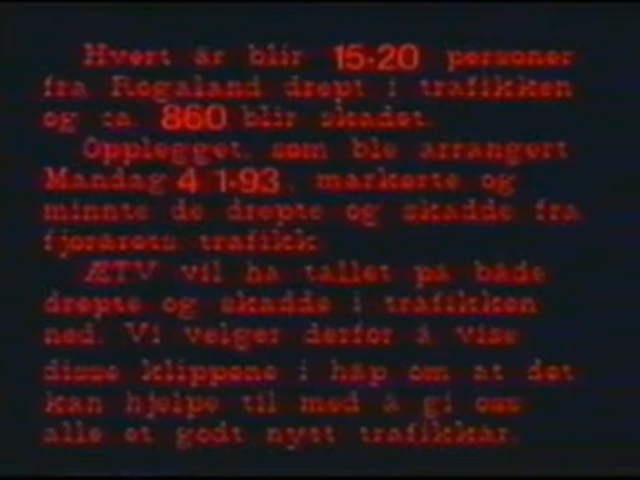 Hvert år blir 15-20 personer
fra Rogaland drept i trafikken
og ca. 860 blir skadet.
Opplegget, som ble arrangert
Mandag 4 1-93, markerte og
minnte de drepte og skadde fra
fjorårets trafikk.
ÆTV vil ha tallet på både
drepte og skadde i trafikken
ned. Vi velger derfor å vise
disse klippene i håp om at det
kan hjelpe til med å gi oss
alle et godt nytt trafikkår.